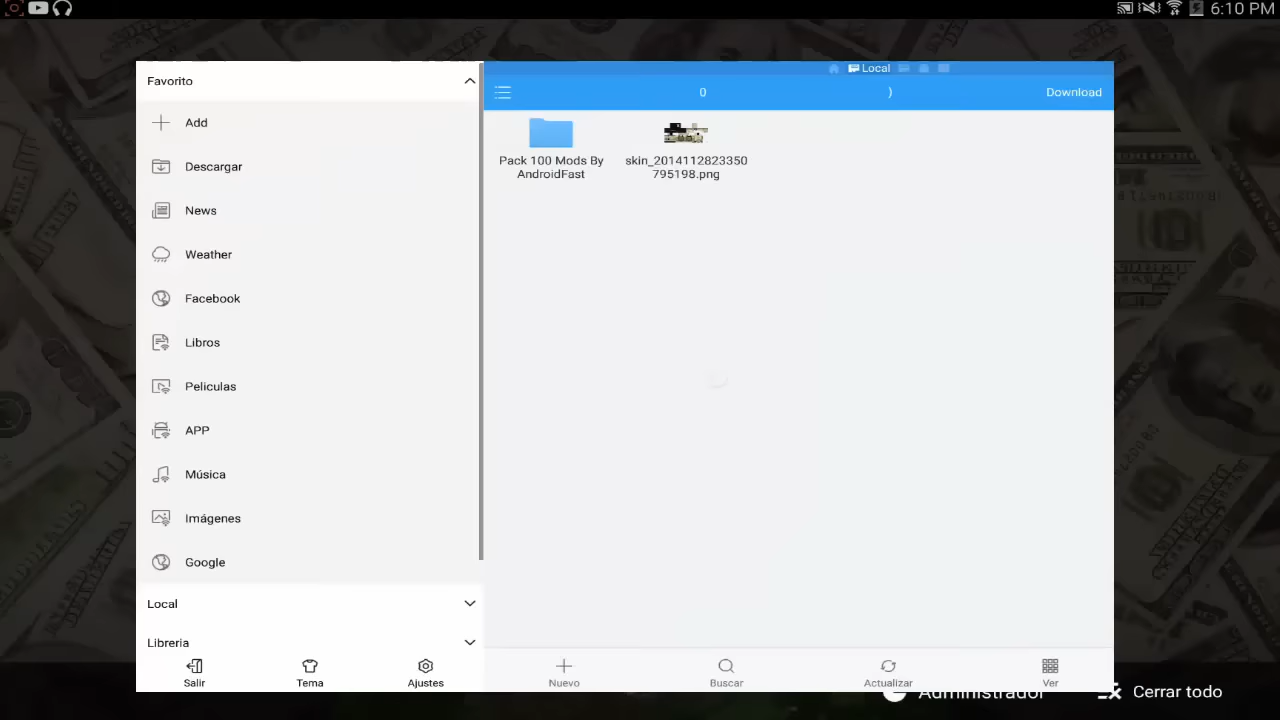 6:10 PM
Favorito
Add
Descargar
News
Weather
Facebook
Libros
Peliculas
APP
Música
Imágenes
Google
Local
Libreria
Salir
Tema
Ajustes
Local
0
)
Download
Pack 100 Mods By
AndroidFast
skin_2014112823350
795198.png
Nuevo
Buscar
Actualizar
Ver
Administrador
Cerrar todo